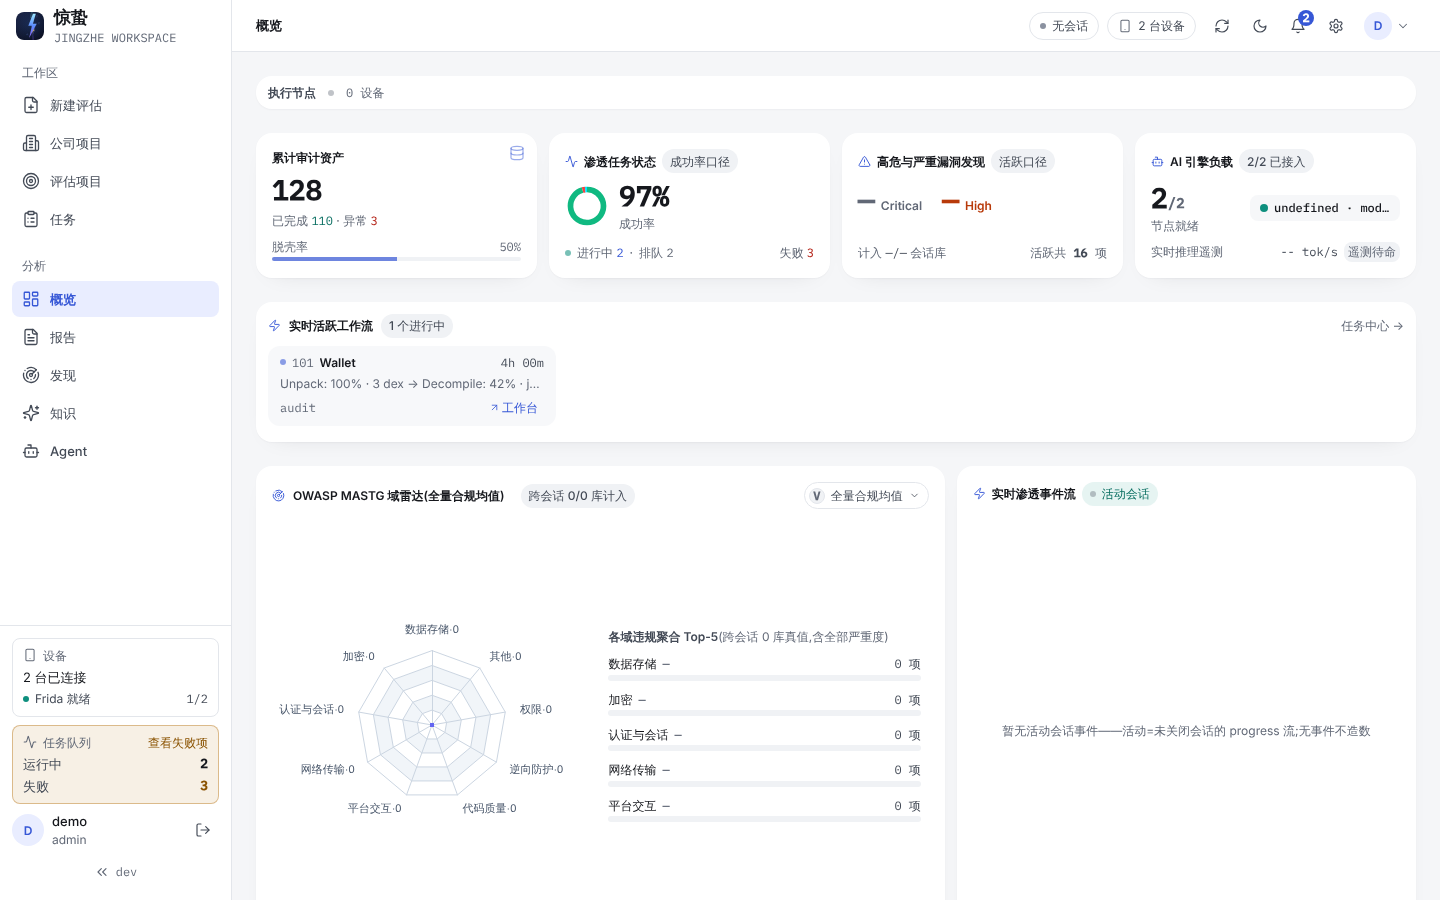 惊蛰
JINGZHE WORKSPACE
工作区
新建评估
公司项目
评估项目
任务
分析
概览
报告
发现
知识
Agent
设备
2 台已连接
Frida 就绪 1/2
任务队列 查看失败项
运行中 2
失败 3
D demo
admin
dev
概览
无会话
2 台设备
2
D
执行节点 0 设备
累计审计资产
128
已完成 110 · 异常 3
脱壳率 50%
渗透任务状态 成功率口径
97%
成功率
进行中 2 · 排队 2 失败 3
高危与严重漏洞发现 活跃口径
— Critical — High
计入 —/— 会话库 活跃共 16 项
AI 引擎负载 2/2 已接入
2/2
节点就绪
undefined · mod…
实时推理遥测 -- tok/s 遥测待命
实时活跃工作流 1 个进行中 任务中心 →
101 Wallet 4h 00m
Unpack: 100% · 3 dex → Decompile: 42% · j…
audit 工作台
OWASP MASTG 域雷达(全量合规均值) 跨会话 0/0 库计入 V 全量合规均值
数据存储·0
其他·0
权限·0
逆向防护·0
代码质量·0
平台交互·0
网络传输·0
认证与会话·0
加密·0
各域违规聚合 Top-5(跨会话 0 库真值,含全部严重度)
数据存储 — 0 项
加密 — 0 项
认证与会话 — 0 项
网络传输 — 0 项
平台交互 — 0 项
实时渗透事件流 活动会话
暂无活动会话事件——活动=未关闭会话的 progress 流;无事件不造数